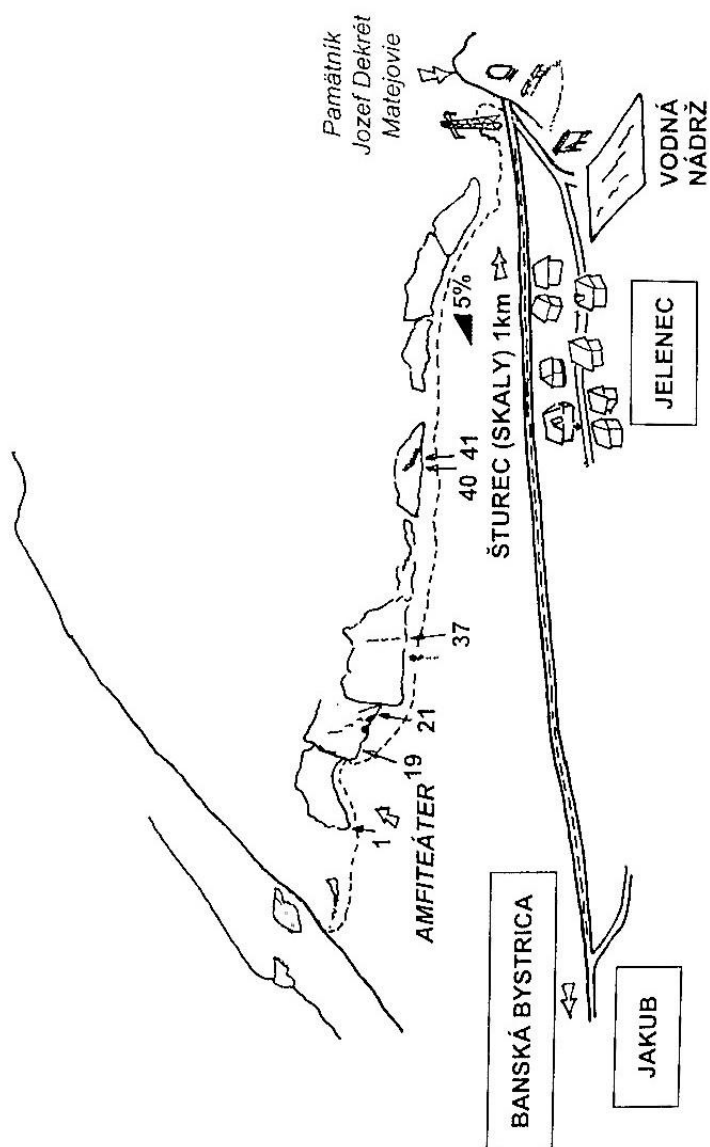 Pamätník
Jozef Dekrét
Matejovie
5%
ŠTUREC (SKALY) 1km
VODNÁ
NÁDRŽ
JELENEC
40 41
37
21
19
1
AMFITEÁTER
BANSKÁ BYSTRICA
JAKUB